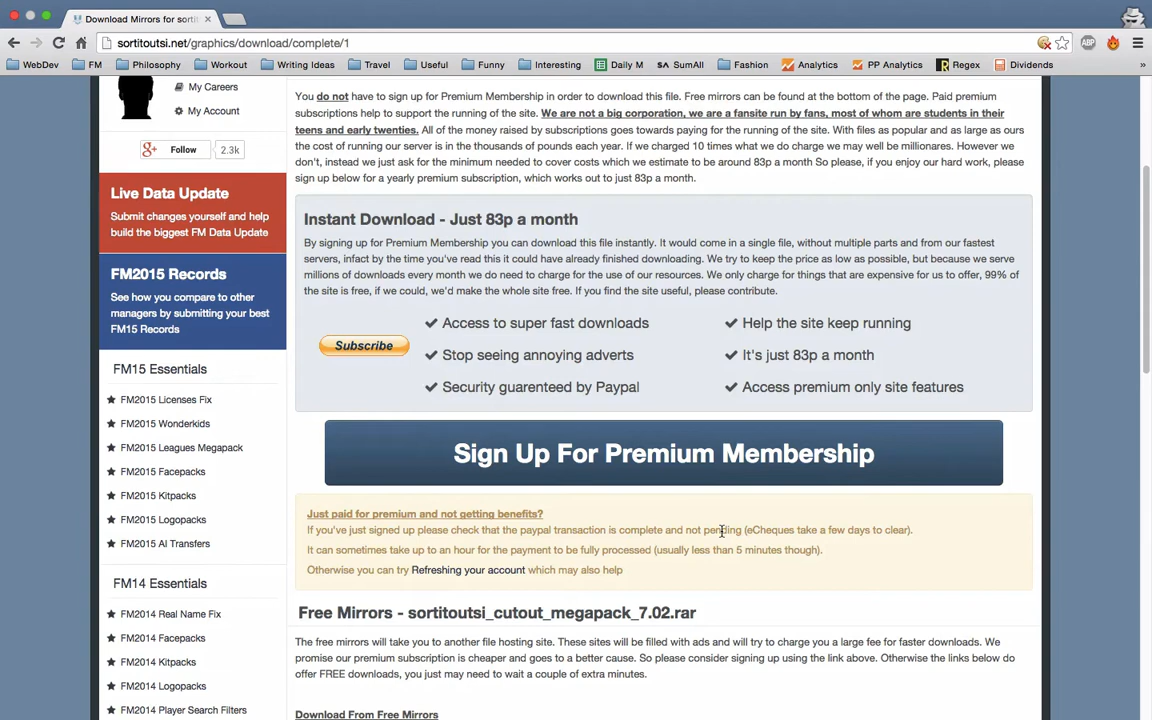 Download Mirrors for sorti
sortitoutsi.net/graphics/download/complete/1
ABP
WebDev FM Philosophy Workout Writing Ideas Travel Useful Funny Interesting Daily M SumAll Fashion Analytics PP Analytics Regex Dividends »
My Careers
My Account
g+ Follow 2.3k
Live Data Update
Submit changes yourself and help
build the biggest FM Data Update
FM2015 Records
See how you compare to other
managers by submitting your best
FM15 Records
FM15 Essentials
FM2015 Licenses Fix
FM2015 Wonderkids
FM2015 Leagues Megapack
FM2015 Facepacks
FM2015 Kitpacks
FM2015 Logopacks
FM2015 AI Transfers
FM14 Essentials
FM2014 Real Name Fix
FM2014 Facepacks
FM2014 Kitpacks
FM2014 Logopacks
FM2014 Player Search Filters
You do not have to sign up for Premium Membership in order to download this file. Free mirrors can be found at the bottom of the page. Paid premium
subscriptions help to support the running of the site. We are not a big corporation, we are a fansite run by fans, most of whom are students in their
teens and early twenties. All of the money raised by subscriptions goes towards paying for the running of the site. With files as popular and as large as ours
the cost of running our server is in the thousands of pounds each year. If we charged 10 times what we do charge we may well be millionares. However we
don't, instead we just ask for the minimum needed to cover costs which we estimate to be around 83p a month So please, if you enjoy our hard work, please
sign up below for a yearly premium subscription, which works out to just 83p a month.
Instant Download - Just 83p a month
By signing up for Premium Membership you can download this file instantly. It would come in a single file, without multiple parts and from our fastest
servers, infact by the time you've read this it could have already finished downloading. We try to keep the price as low as possible, but because we serve
millions of downloads every month we do need to charge for the use of our resources. We only charge for things that are expensive for us to offer, 99% of
the site is free, if we could, we'd make the whole site free. If you find the site useful, please contribute.
Subscribe
Access to super fast downloads
Stop seeing annoying adverts
Security guarenteed by Paypal
Help the site keep running
It's just 83p a month
Access premium only site features
Sign Up For Premium Membership
Just paid for premium and not getting benefits?
If you've just signed up please check that the paypal transaction is complete and not pending (eCheques take a few days to clear).
It can sometimes take up to an hour for the payment to be fully processed (usually less than 5 minutes though).
Otherwise you can try Refreshing your account which may also help
Free Mirrors - sortitoutsi_cutout_megapack_7.02.rar
The free mirrors will take you to another file hosting site. These sites will be filled with ads and will try to charge you a large fee for faster downloads. We
promise our premium subscription is cheaper and goes to a better cause. So please consider signing up using the link above. Otherwise the links below do
offer FREE downloads, you just may need to wait a couple of extra minutes.
Download From Free Mirrors